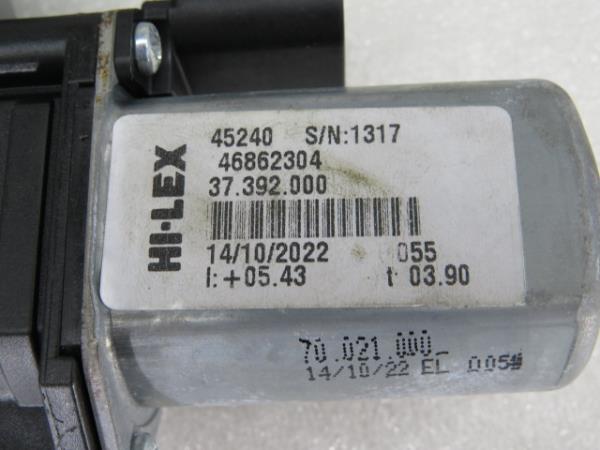 HI-LEX
45240 S/N:1317
46862304
37.392.000
14/10/2022 055
I:+05.43 t 03.90
70.021.000
14/10/22 EL